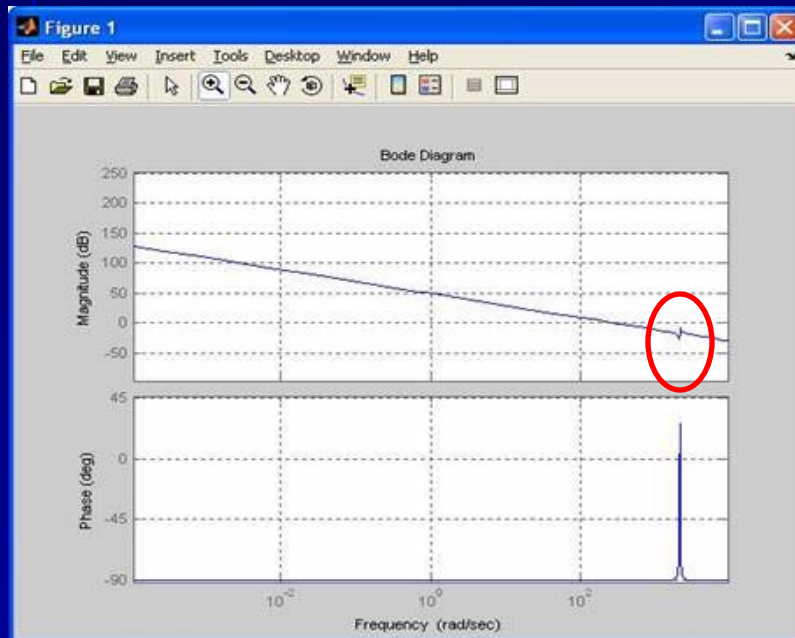 Figure 1
File Edit View Insert Tools Desktop Window Help
Bode Diagram
250
200
150
100
50
0
-50
Magnitude (dB)
45
0
-45
-90
Phase (deg)
10^-2 10^0 10^2
Frequency (rad/sec)